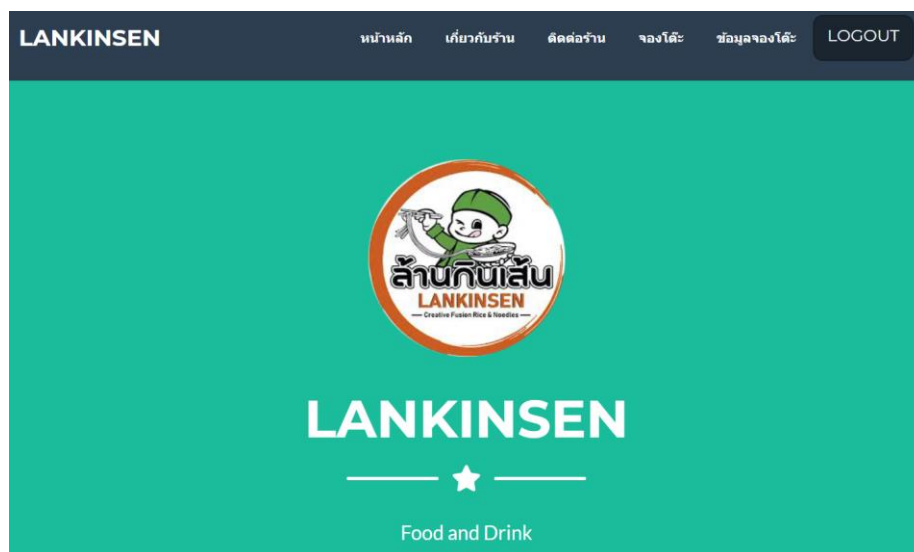 LANKINSEN
หน้าหลัก เกี่ยวกับร้าน ติดต่อร้าน จองโต๊ะ ข้อมูลจองโต๊ะ LOGOUT
ล้านกินเส้น
LANKINSEN
Creative Fusion Rice & Noodles
LANKINSEN
Food and Drink